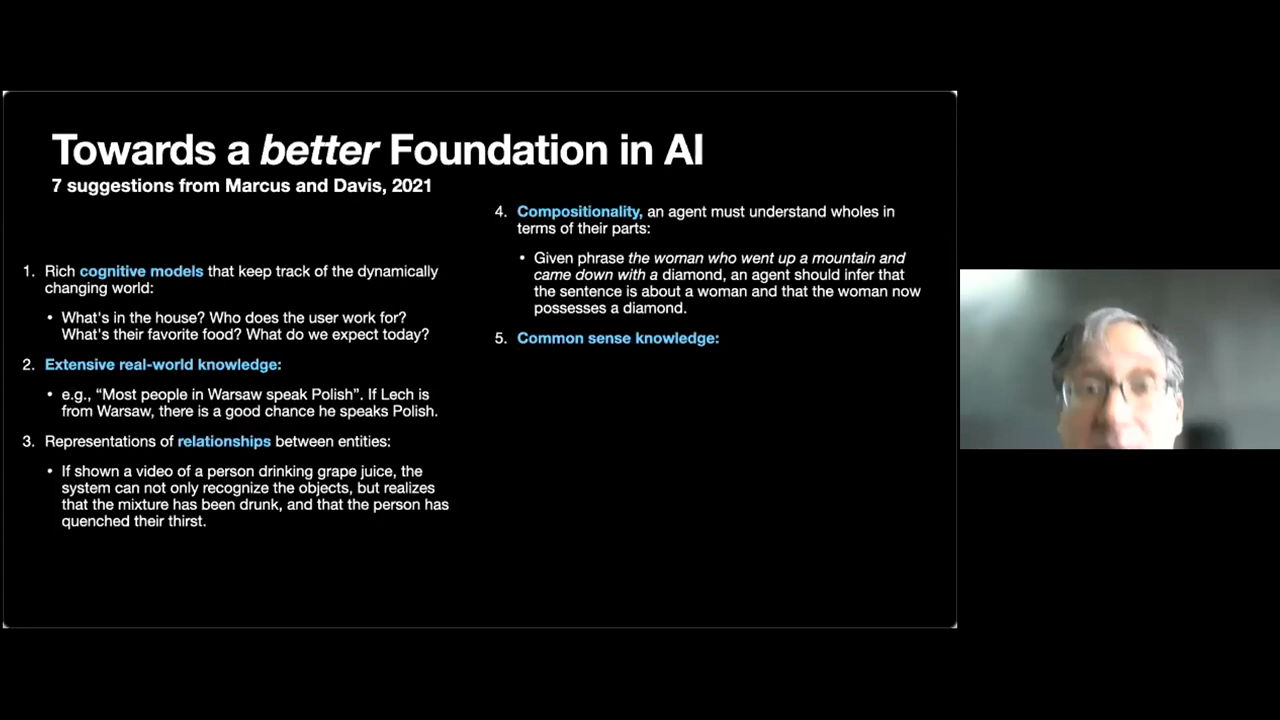 Towards a better Foundation in AI
7 suggestions from Marcus and Davis, 2021
1. Rich cognitive models that keep track of the dynamically
changing world:
• What's in the house? Who does the user work for?
What's their favorite food? What do we expect today?
2. Extensive real-world knowledge:
• e.g., “Most people in Warsaw speak Polish”. If Lech is
from Warsaw, there is a good chance he speaks Polish.
3. Representations of relationships between entities:
• If shown a video of a person drinking grape juice, the
system can not only recognize the objects, but realizes
that the mixture has been drunk, and that the person has
quenched their thirst.
4. Compositionality, an agent must understand wholes in
terms of their parts:
• Given phrase the woman who went up a mountain and
came down with a diamond, an agent should infer that
the sentence is about a woman and that the woman now
possesses a diamond.
5. Common sense knowledge: